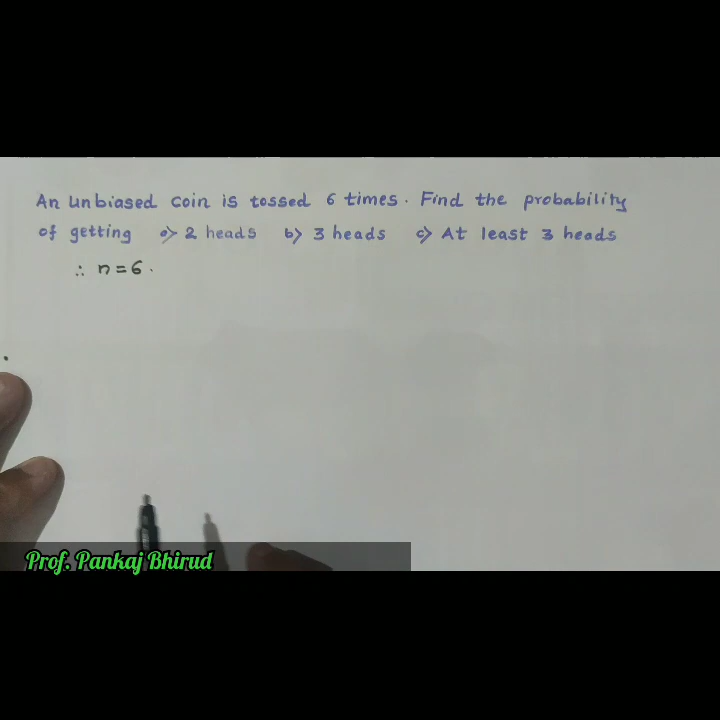 An unbiased coin is tossed 6 times. Find the probability
of getting a) 2 heads b) 3 heads c) At least 3 heads
∴ n=6.
Prof. Pankaj Bhirud